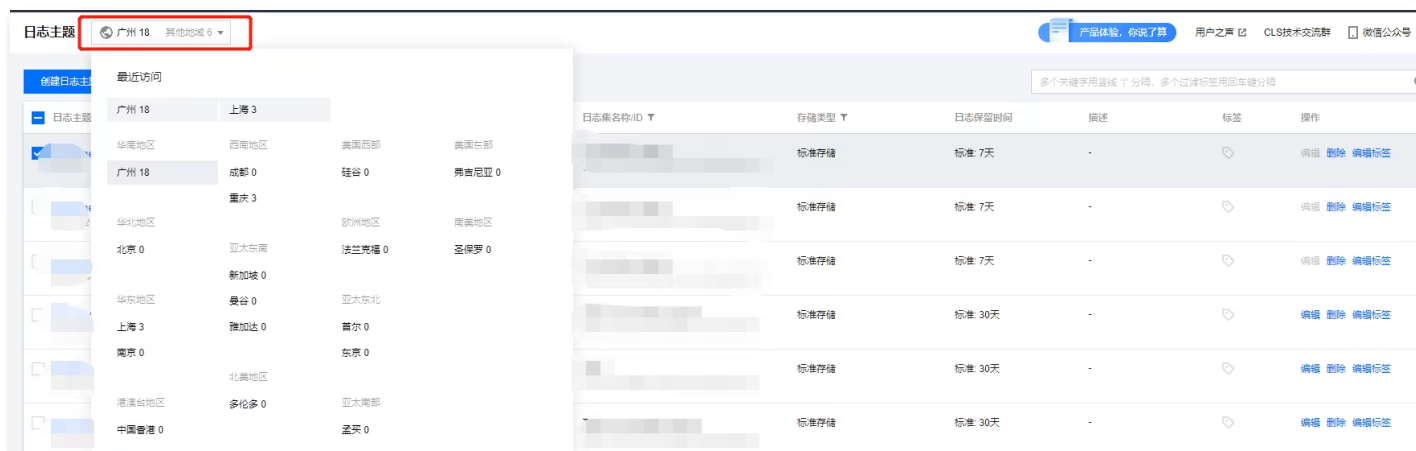 日志主题 广州 18 其他地域 6 产品体验，你说了算 用户之声 CLS技术交流群 微信公众号
创建日志主 最近访问 多个关键字用竖线 "|" 分隔，多个过滤标签用回车键分隔
广州 18 上海 3
日志主题 日志集名称/ID 存储类型 日志保留时间 描述 标签 操作
华南地区 西南地区 美国西部 美国东部
标准存储 标准: 7天 - 编辑 删除 编辑标签
广州 18 成都 0 硅谷 0 弗吉尼亚 0
重庆 3
标准存储 标准: 7天 - 编辑 删除 编辑标签
华北地区 欧洲地区 南美地区
北京 0 亚太东南 法兰克福 0 圣保罗 0
标准存储 标准: 7天 - 编辑 删除 编辑标签
新加坡 0
华东地区 曼谷 0 亚太东北
标准存储 标准: 30天 - 编辑 删除 编辑标签
上海 3 雅加达 0 首尔 0
南京 0 东京 0
标准存储 标准: 30天 - 编辑 删除 编辑标签
北美地区
港澳台地区 多伦多 0 亚太南部
标准存储 标准: 30天 - 编辑 删除 编辑标签
中国香港 0 孟买 0